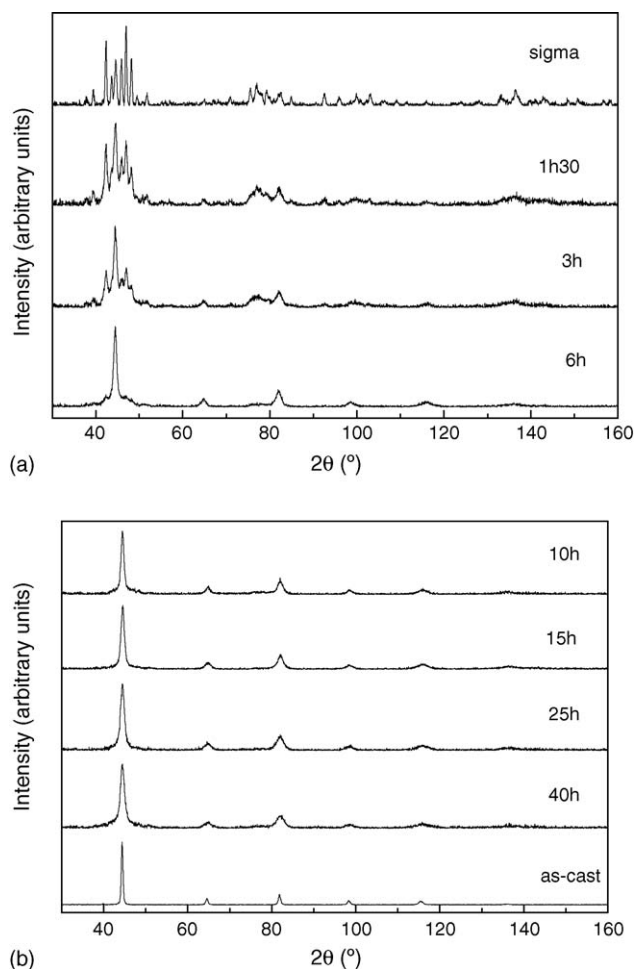 sigma
1h30
3h
6h
Intensity (arbitrary units)
40 60 80 100 120 140 160
(a) 2θ (°)
10h
15h
25h
40h
as-cast
Intensity (arbitrary units)
40 60 80 100 120 140 160
(b) 2θ (°)